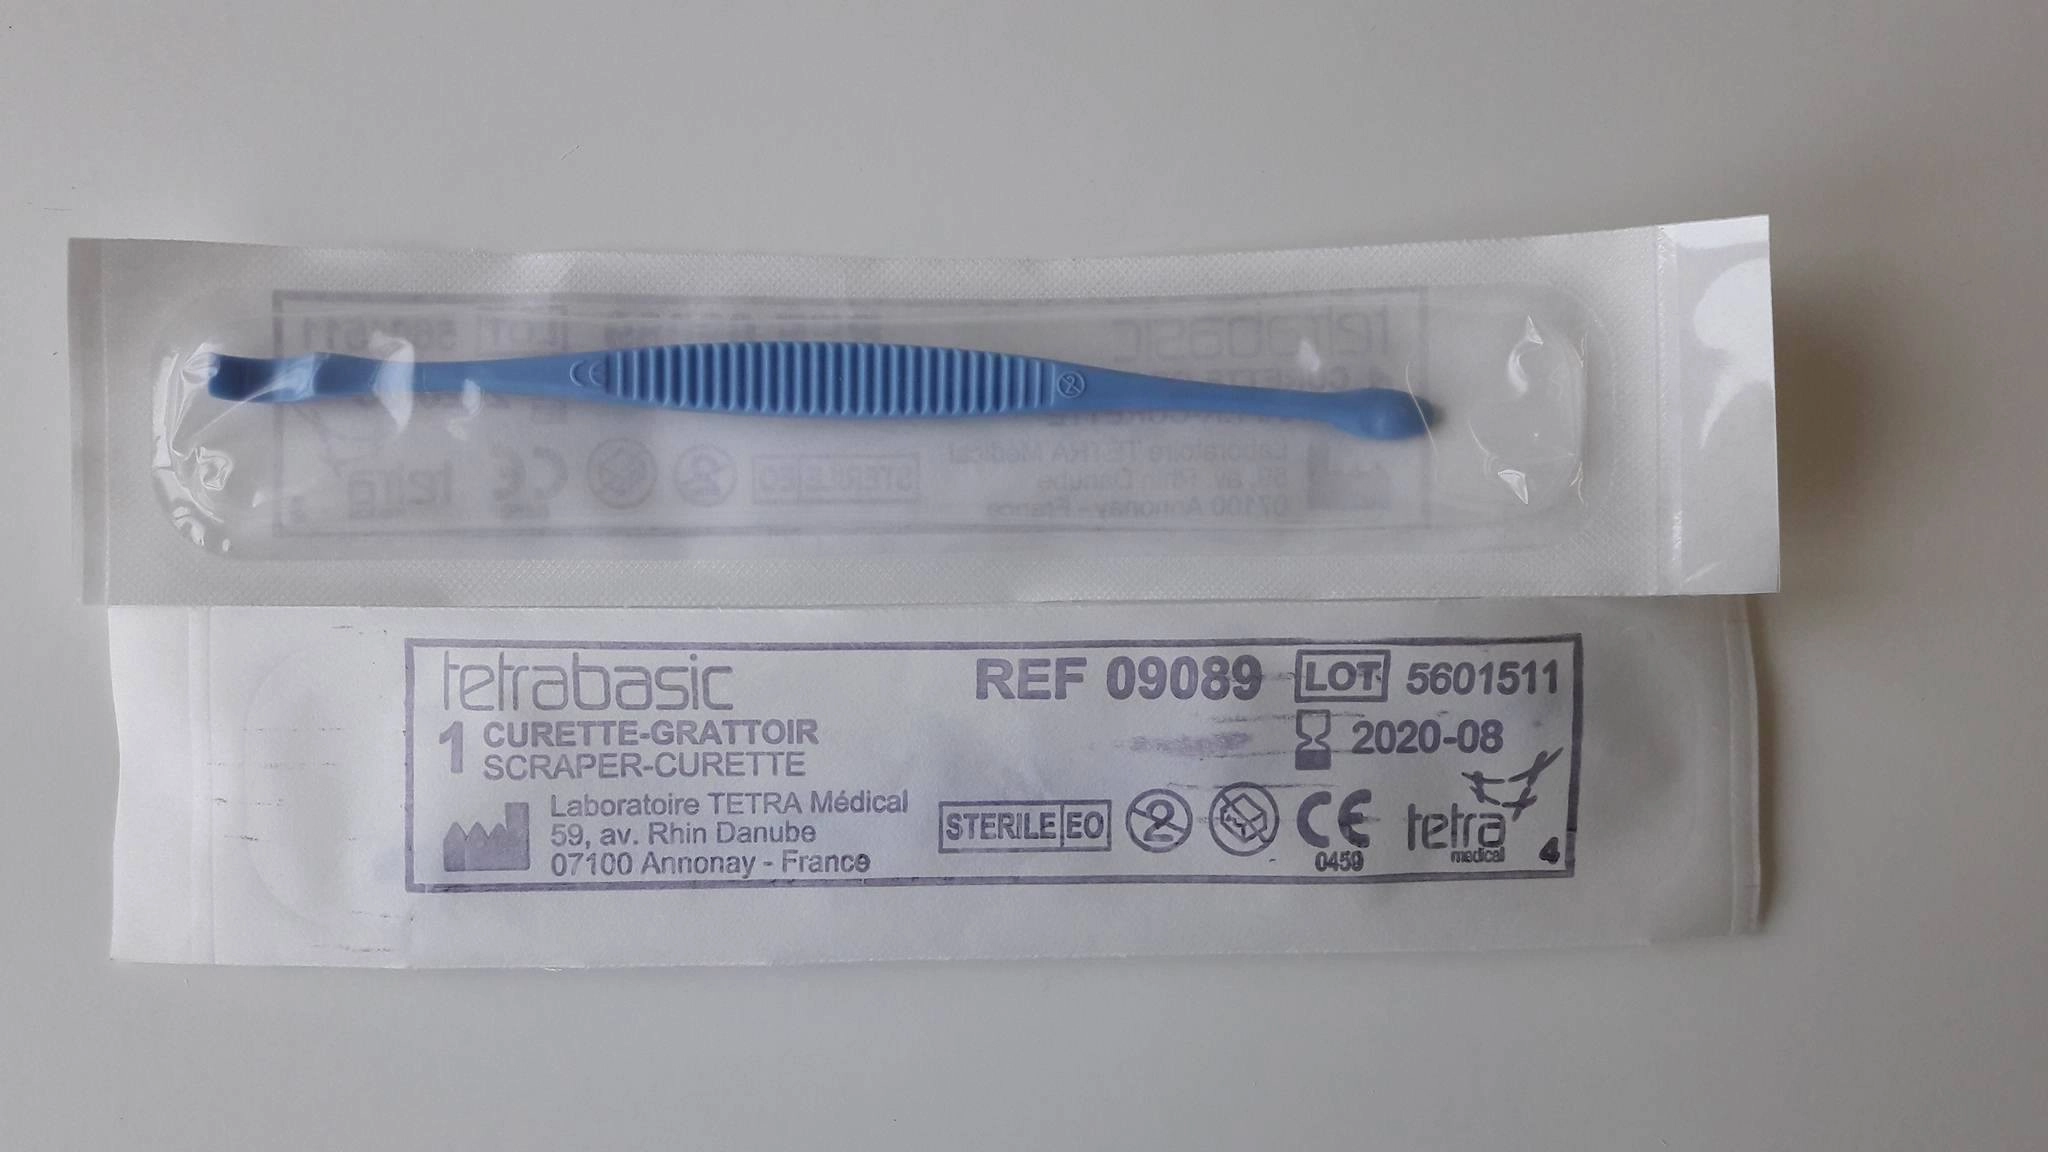 tetrabasic
REF 09089
LOT 5601511
1 CURETTE-GRATTOIR
SCRAPER-CURETTE
2020-08
Laboratoire TETRA Médical
59, av. Rhin Danube
07100 Annonay - France
STERILE EO
2
CE
0459
tetra
medical
4